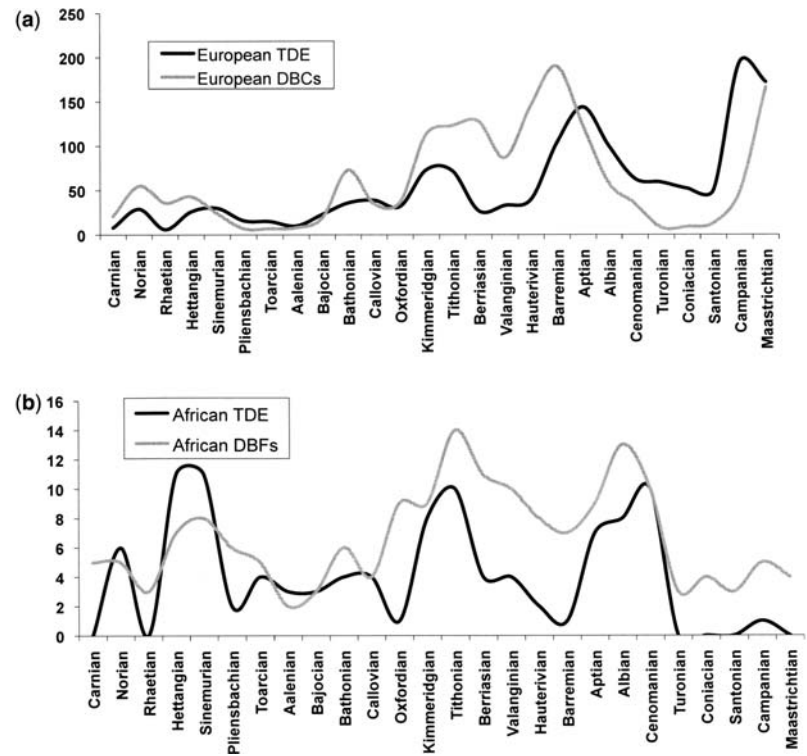 (a)
250
200
150
100
50
0
European TDE
European DBCs
Carnian
Norian
Rhaetian
Hettangian
Sinemurian
Pliensbachian
Toarcian
Aalenian
Bajocian
Bathonian
Callovian
Oxfordian
Kimmeridgian
Tithonian
Berriasian
Valanginian
Hauterivian
Barremian
Aptian
Albian
Cenomanian
Turonian
Coniacian
Santonian
Campanian
Maastrichtian
(b)
16
14
12
10
8
6
4
2
0
African TDE
African DBFs
Carnian
Norian
Rhaetian
Hettangian
Sinemurian
Pliensbachian
Toarcian
Aalenian
Bajocian
Bathonian
Callovian
Oxfordian
Kimmeridgian
Tithonian
Berriasian
Valanginian
Hauterivian
Barremian
Aptian
Albian
Cenomanian
Turonian
Coniacian
Santonian
Campanian
Maastrichtian